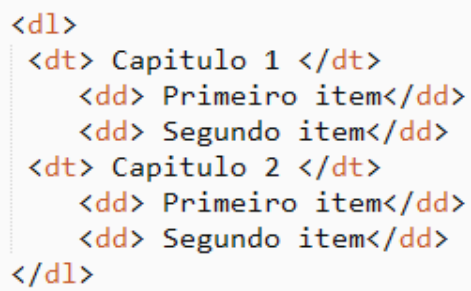 <dl>
<dt> Capitulo 1 </dt>
<dd> Primeiro item</dd>
<dd> Segundo item</dd>
<dt> Capitulo 2 </dt>
<dd> Primeiro item</dd>
<dd> Segundo item</dd>
</dl>